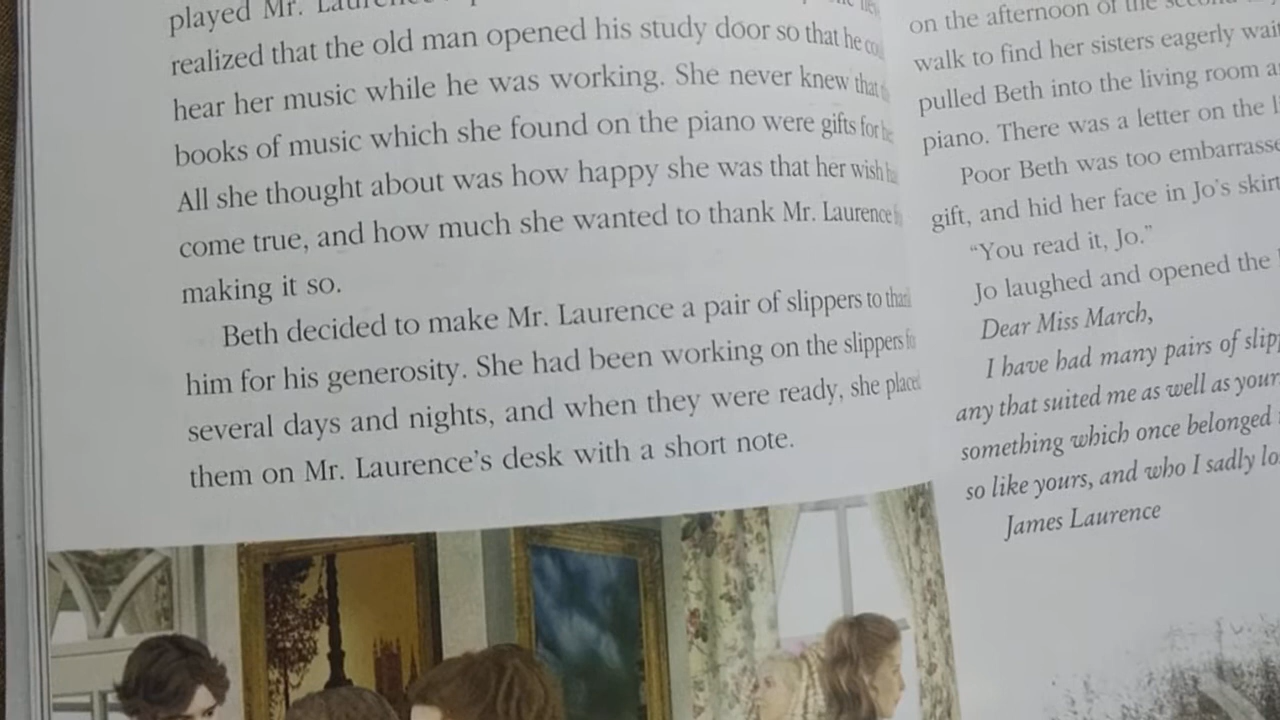 played Mr.
realized that the old man opened his study door so that he
hear her music while he was working. She never knew that
books of music which she found on the piano were gifts for
All she thought about was how happy she was that her wish
come true, and how much she wanted to thank Mr. Laurence
making it so.
Beth decided to make Mr. Laurence a pair of slippers to
him for his generosity. She had been working on the slippers
several days and nights, and when they were ready, she
them on Mr. Laurence's desk with a short note.
on the afternoon of the
walk to find her sisters eagerly
pulled Beth into the living room
piano. There was a letter on the
Poor Beth was too
gift, and hid her face in Jo's
“You read it, Jo.”
Jo laughed and opened the
Dear Miss March,
I have had many pairs of
any that suited me as well as
something which once belonged
so like yours, and who I sadly
James Laurence